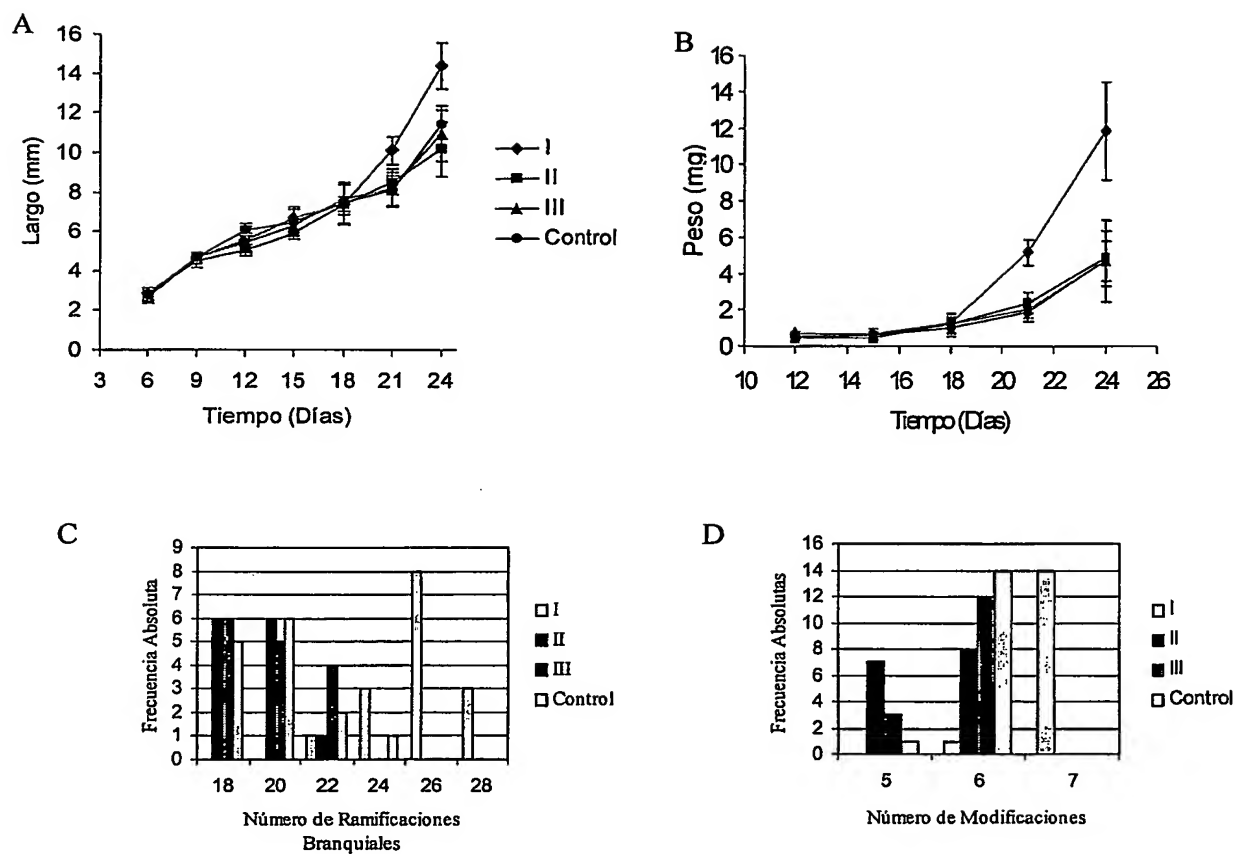 A
16
14
12
10
8
6
4
2
0
Largo (mm)
3 6 9 12 15 18 21 24
Tiempo (Días)
I
II
III
Control
B
16
14
12
10
8
6
4
2
0
Peso (mg)
10 12 14 16 18 20 22 24 26
Tiempo (Días)
C
9
8
7
6
5
4
3
2
1
0
Frecuencia Absoluta
18 20 22 24 26 28
Número de Ramificaciones
Branquiales
I
II
III
Control
D
16
14
12
10
8
6
4
2
0
Frecuencia Absolutas
5 6 7
Número de Modificaciones
I
II
III
Control